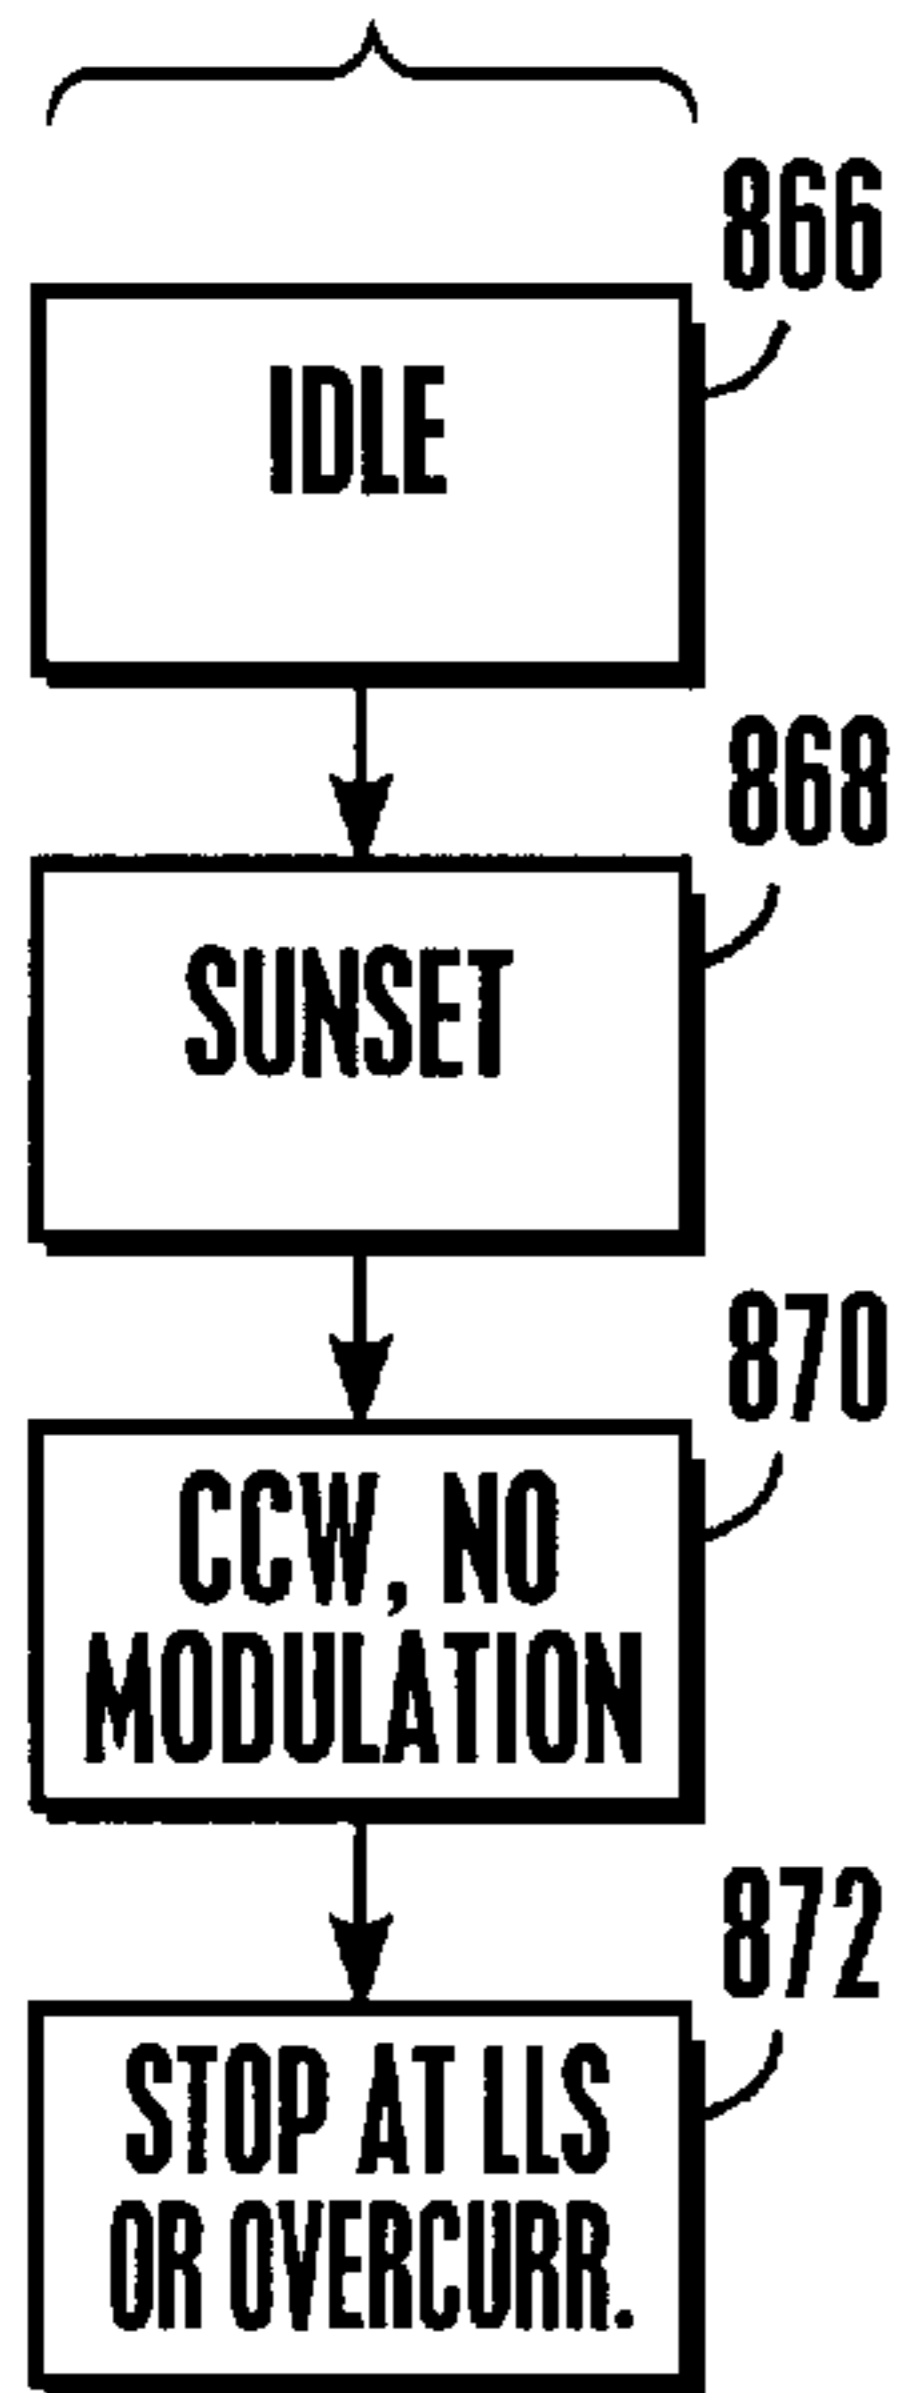 866
IDLE
868
SUNSET
870
CCW, NO
MODULATION
872
STOP AT LLS
OR OVERCURR.